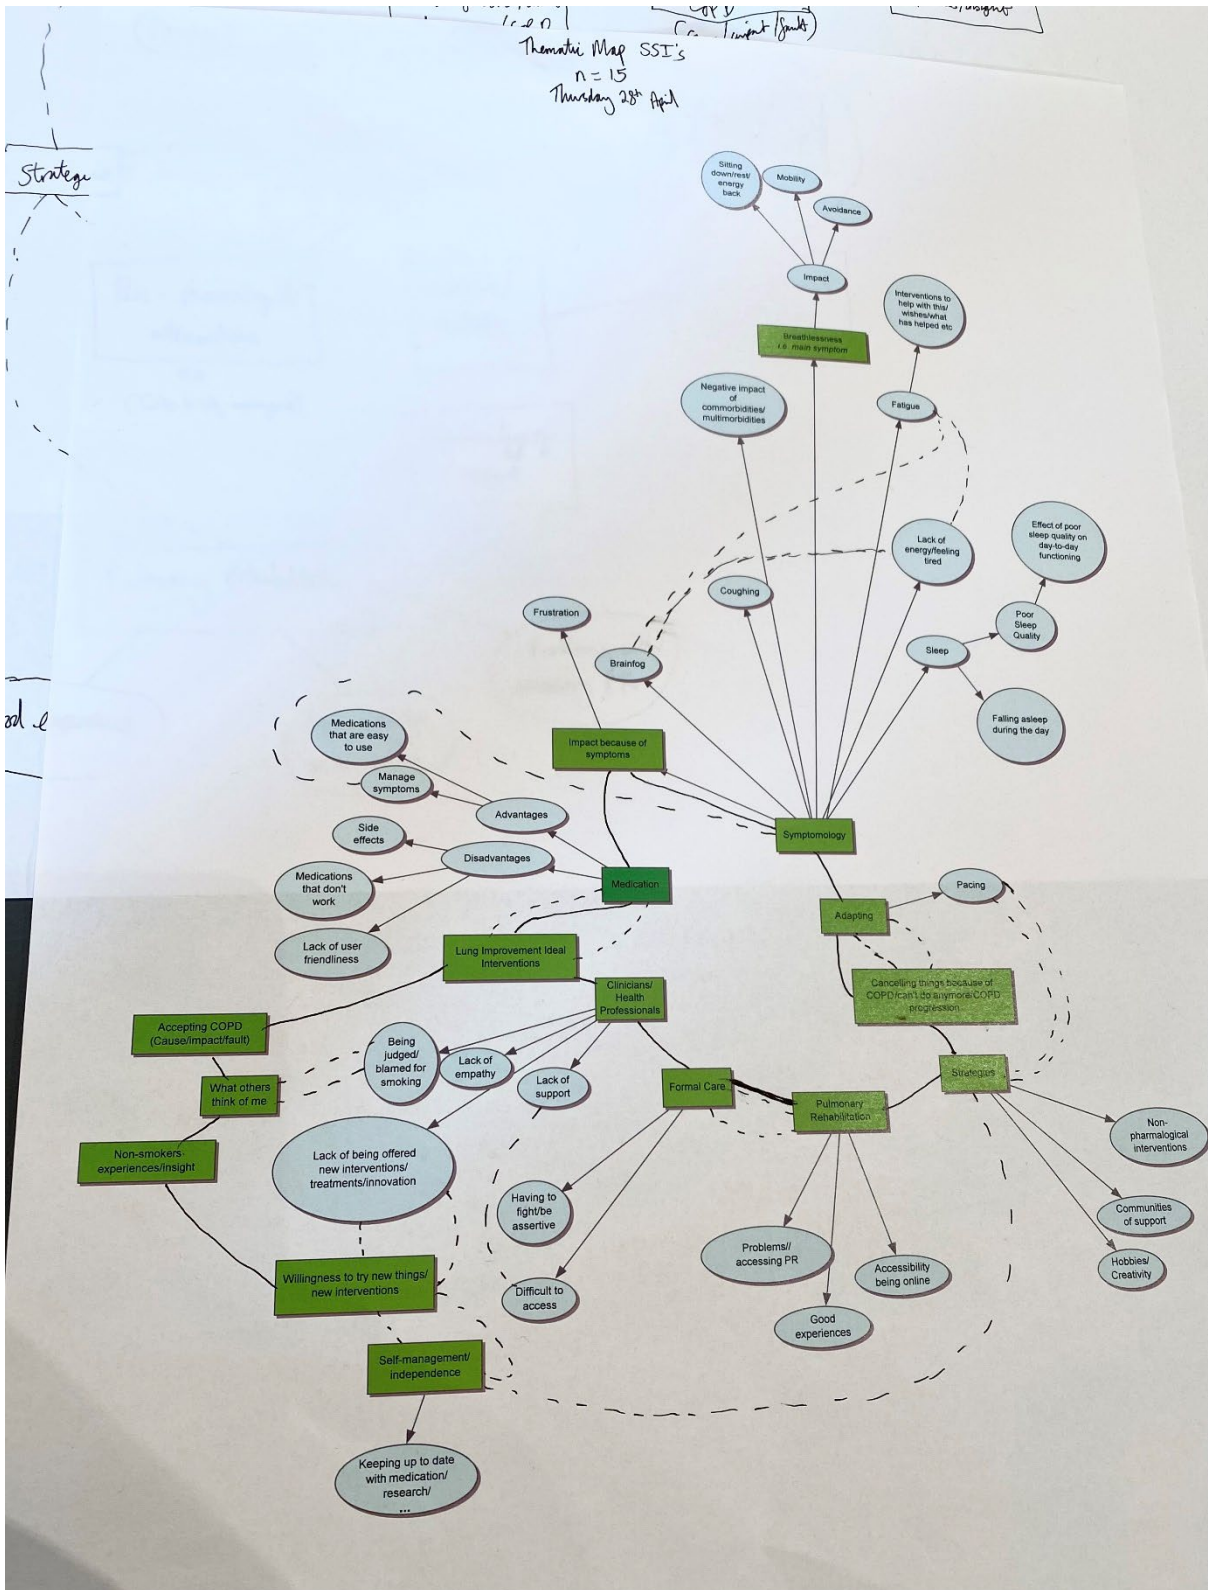 COPD
Thematic Map SSI's
n = 15
Thursday 28th April
Strategi
Sitting
down/rest/
energy
back
Mobility
Avoidance
Impact
Interventions to
help with this/
wishes/what
has helped etc
Breathlessness
i.e. main symptom
Negative impact
of
commorbidities/
multimorbidities
Fatigue
Effect of poor
sleep quality on
day-to-day
functioning
Lack of
energy/feeling
tired
Coughing
Frustration
Poor
Sleep
Quality
Sleep
Brainfog
Falling asleep
during the day
Medications
that are easy
to use
Impact because of
symptoms
Manage
symptoms
Advantages
Side
effects
Symptomology
Disadvantages
Medications
that don't
work
Medication
Pacing
Adapting
Lack of user
friendliness
Lung Improvement Ideal
Interventions
Clinicians/
Health
Professionals
Cancelling things because of
COPD/can't do anymore/COPD
progression
Accepting COPD
(Cause/impact/fault)
Being
judged/
blamed for
smoking
Lack of
empathy
Lack of
support
What others
think of me
Formal Care
Strategies
Pulmonary
Rehabilitation
Non-smokers
experiences/insight
Non-
pharmalogical
interventions
Lack of being offered
new interventions/
treatments/innovation
Having to
fight/be
assertive
Communities
of support
Problems//
accessing PR
Accessibility
being online
Hobbies/
Creativity
Willingness to try new things/
new interventions
Difficult to
access
Good
experiences
Self-management/
independence
Keeping up to date
with medication/
research/
...